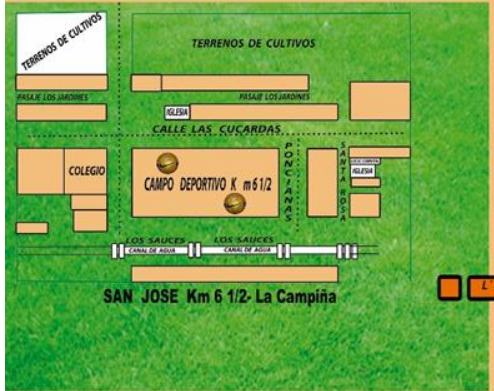 TERRENOS DE CULTIVOS
TERRENOS DE CULTIVOS
PASAJE LOS JARDINES
PASAJE LOS JARDINES
IGLESIA
CALLE LAS CUCARDAS
COLEGIO
CAMPO DEPORTIVO K m 6 1/2
PONCIANAS
SANTA ROSA
IGLESIA
LOS SAUCES
LOS SAUCES
CANAL DE AGUA
CANAL DE AGUA
SAN JOSE Km 6 1/2- La Campiña